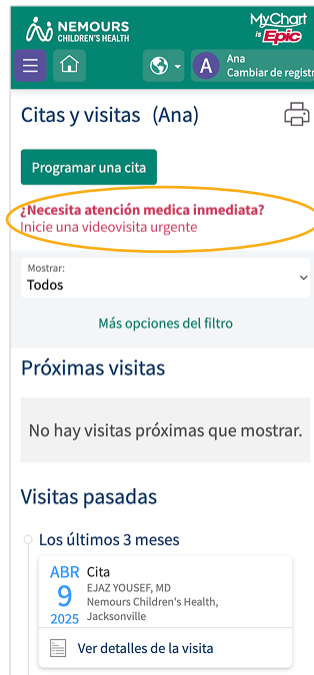 NEMOURS
CHILDREN'S HEALTH
MyChart
is Epic
A
Ana
Cambiar de registr
Citas y visitas (Ana)
Programar una cita
¿Necesita atención medica inmediata?
Inicie una videovisita urgente
Mostrar:
Todos
Más opciones del filtro
Próximas visitas
No hay visitas próximas que mostrar.
Visitas pasadas
Los últimos 3 meses
ABR
9
2025
Cita
EJAZ YOUSEF, MD
Nemours Children's Health,
Jacksonville
Ver detalles de la visita